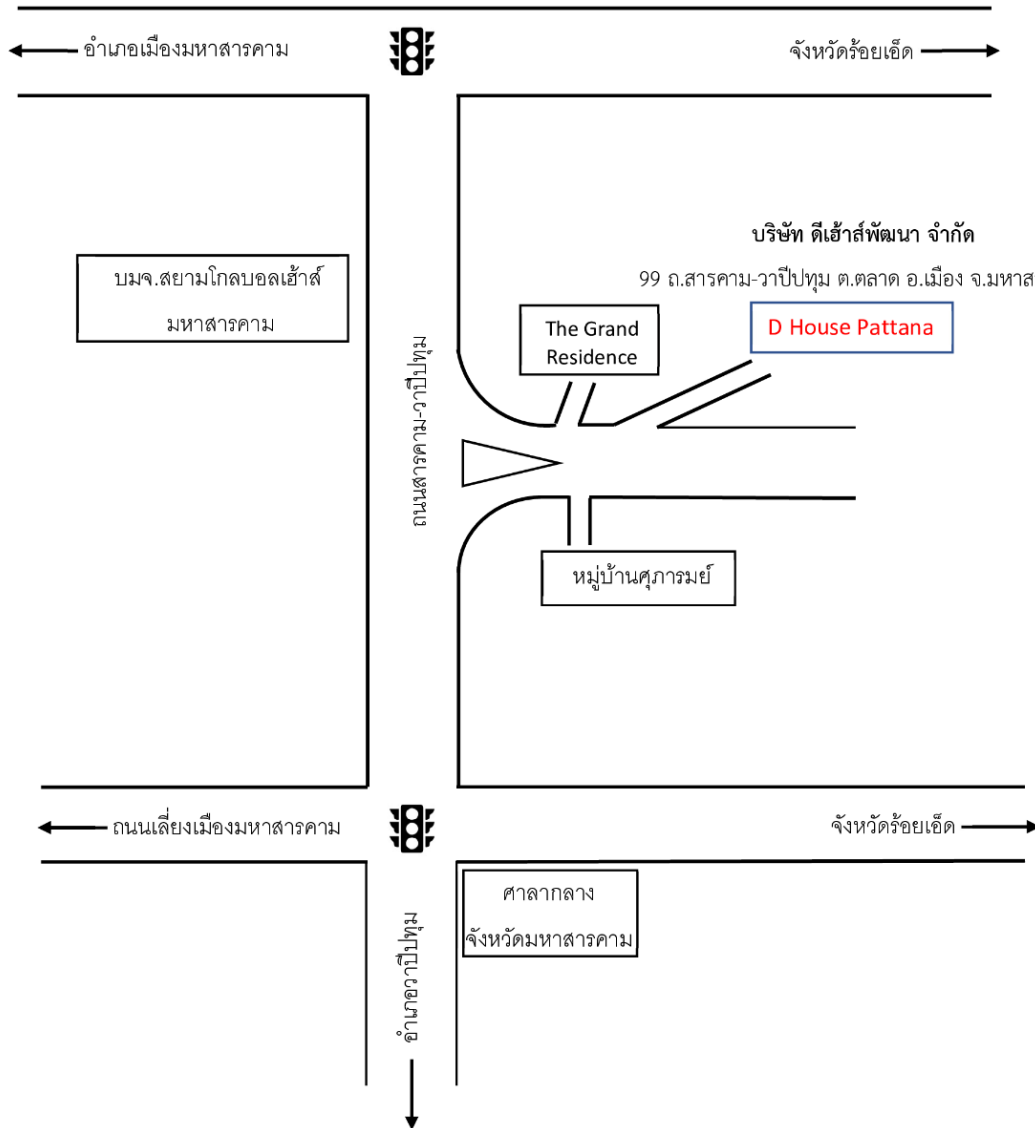 อำเภอเมืองมหาสารคาม
จังหวัดร้อยเอ็ด
บริษัท ดีเฮ้าส์พัฒนา จำกัด
99 ถ.สารคาม-วาปีปทุม ต.ตลาด อ.เมือง จ.มหาส
บมจ.สยามโกลบอลเฮ้าส์
มหาสารคาม
The Grand
Residence
D House Pattana
ถนนสารคาม-วาปีปทุม
หมู่บ้านศุภารมย์
ถนนเลี่ยงเมืองมหาสารคาม
จังหวัดร้อยเอ็ด
ศาลากลาง
จังหวัดมหาสารคาม
อำเภอวาปีปทุม